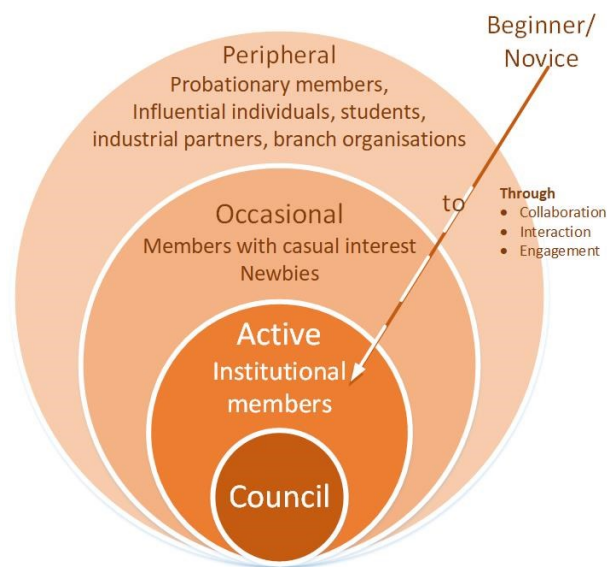 Beginner/
Novice
Peripheral
Probationary members,
Influential individuals, students,
industrial partners, branch organisations
to
Through
• Collaboration
• Interaction
• Engagement
Occasional
Members with casual interest
Newbies
Active
Institutional
members
Council